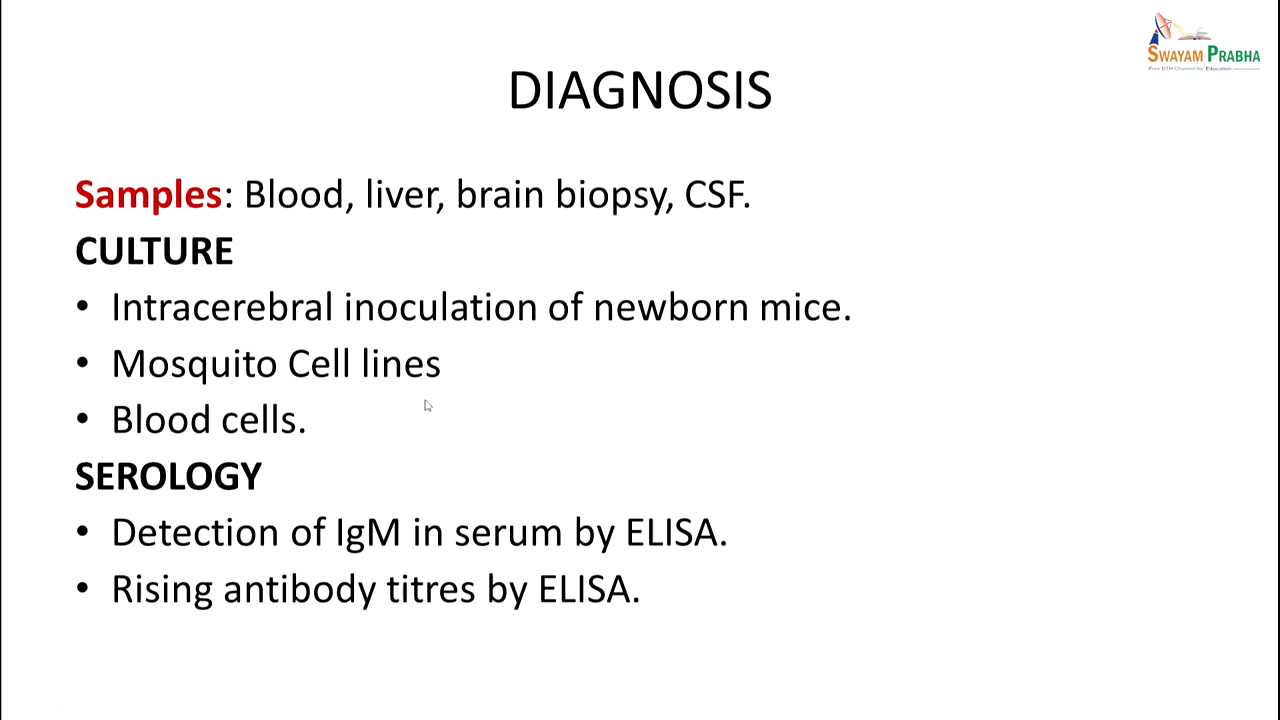 SWAYAM PRABHA
Free DTH Channel for Education
DIAGNOSIS
Samples: Blood, liver, brain biopsy, CSF.
CULTURE
• Intracerebral inoculation of newborn mice.
• Mosquito Cell lines
• Blood cells.
SEROLOGY
• Detection of IgM in serum by ELISA.
• Rising antibody titres by ELISA.